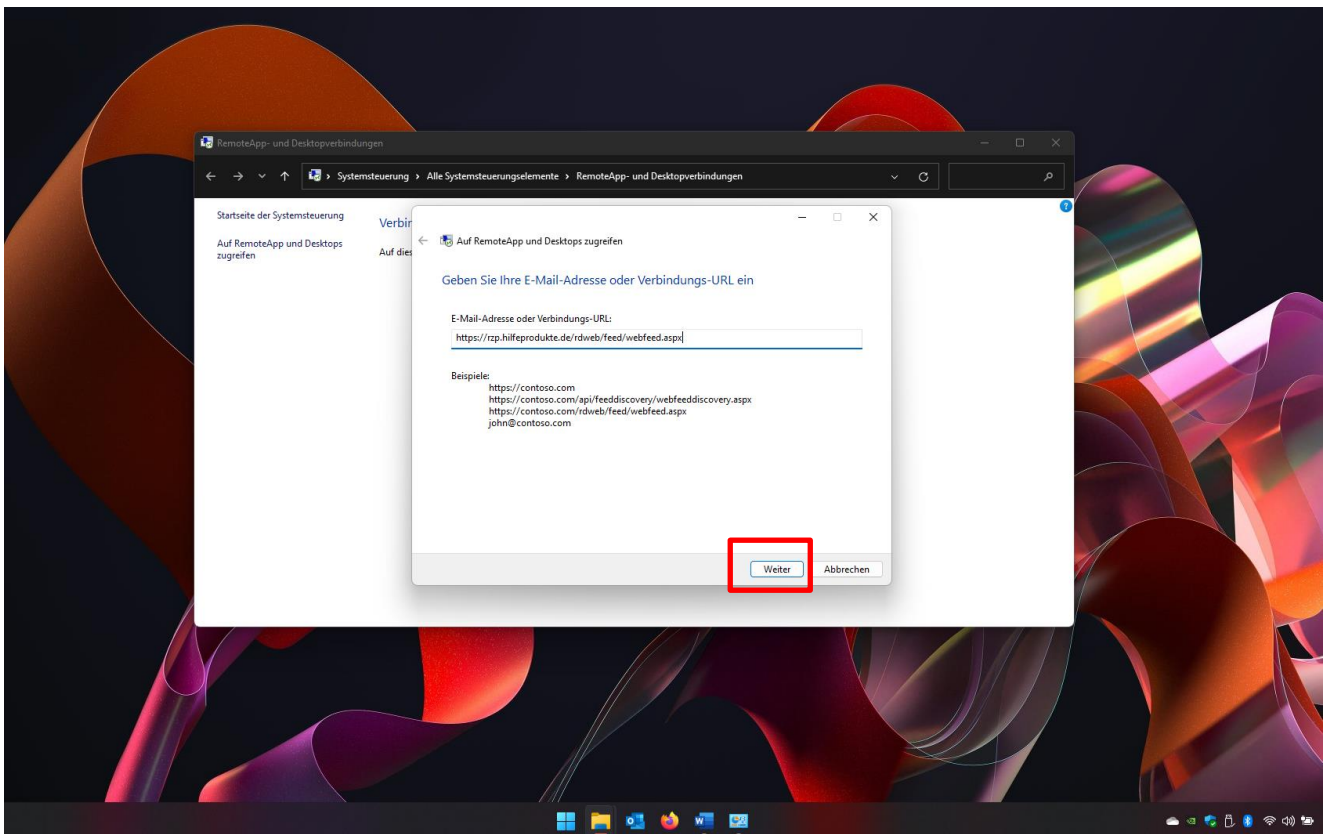 RemoteApp- und Desktopverbindungen
Systemsteuerung › Alle Systemsteuerungselemente › RemoteApp- und Desktopverbindungen
Startseite der Systemsteuerung
Auf RemoteApp und Desktops
zugreifen
Verbin
Auf dies
Auf RemoteApp und Desktops zugreifen
Geben Sie Ihre E-Mail-Adresse oder Verbindungs-URL ein
E-Mail-Adresse oder Verbindungs-URL:
https://rzp.hilfeprodukte.de/rdweb/feed/webfeed.aspx
Beispiele:
https://contoso.com
https://contoso.com/api/feeddiscovery/webfeeddiscovery.aspx
https://contoso.com/rdweb/feed/webfeed.aspx
john@contoso.com
Weiter
Abbrechen